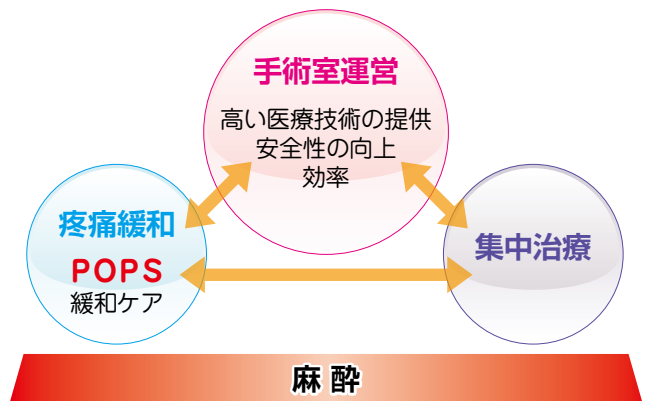 手術室運営
高い医療技術の提供
安全性の向上
効率
疼痛緩和
POPS
緩和ケア
集中治療
麻酔